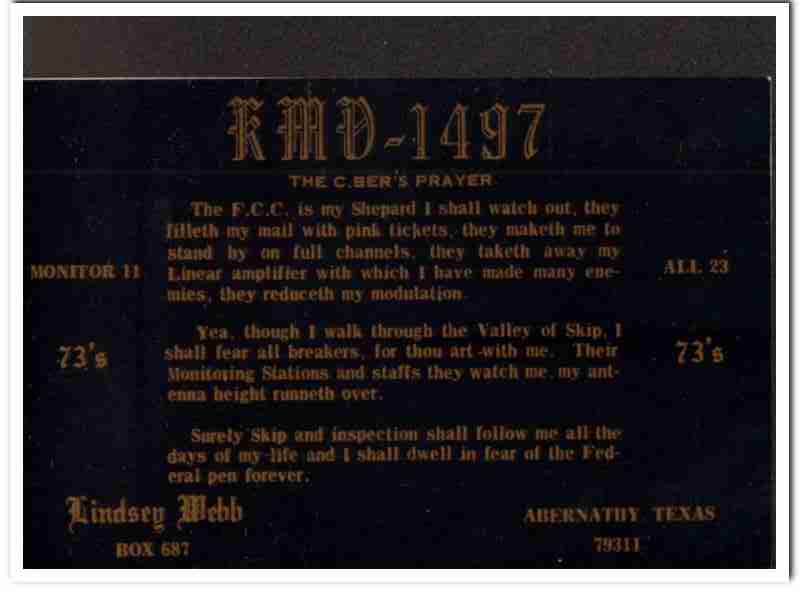 KMD-1497
THE C.BER'S PRAYER
The F.C.C. is my Shepard I shall watch out, they
filleth my mail with pink tickets, they maketh me to
stand by on full channels, they taketh away my
Linear amplifier with which I have made many ene-
mies, they reduceth my modulation.
MONITOR 11
ALL 23
Yea, though I walk through the Valley of Skip, I
shall fear all breakers, for thou art with me. Their
Monitoring Stations and staffs they watch me, my ant-
enna height runneth over.
73's
73's
Surely Skip and inspection shall follow me all the
days of my life and I shall dwell in fear of the Fed-
eral pen forever.
Lindsey Webb
BOX 687
ABERNATHY TEXAS
79311